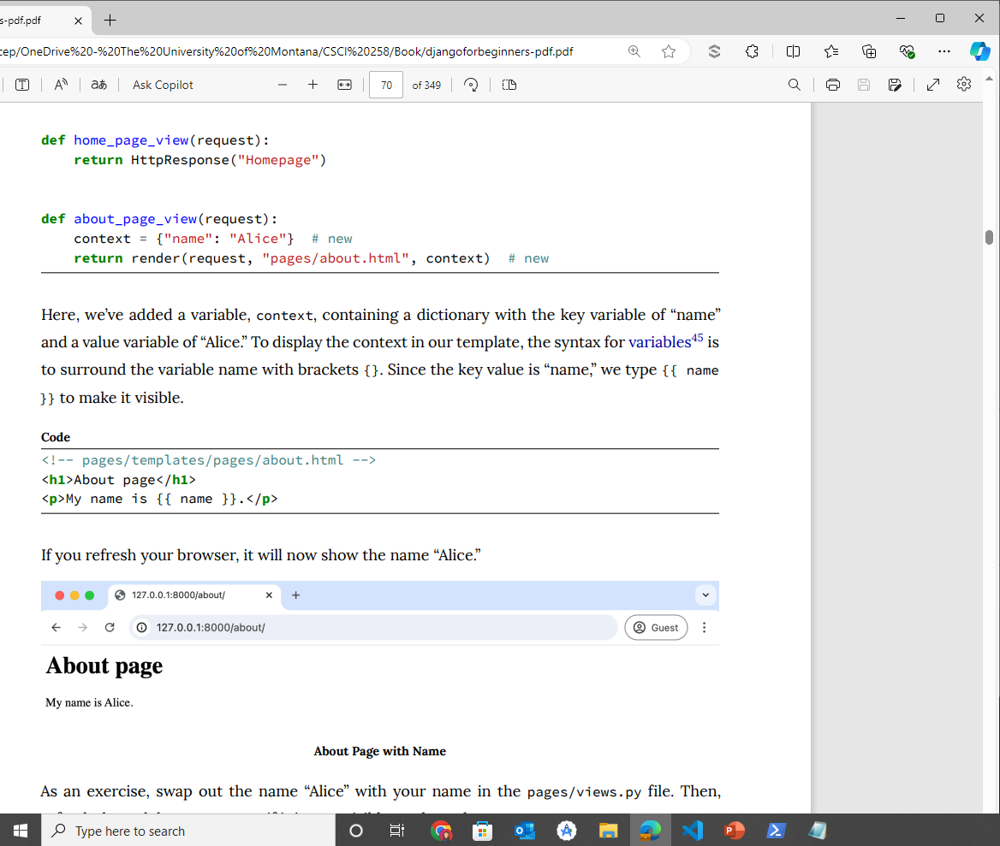 s-pdf.pdf
cep/OneDrive%20-%20The%20University%20of%20Montana/CSCI%20258/Book/djangoforbeginners-pdf.pdf
T A aあ Ask Copilot 70 of 349
def home_page_view(request):
    return HttpResponse("Homepage")
def about_page_view(request):
    context = {"name": "Alice"}  # new
    return render(request, "pages/about.html", context)  # new
Here, we’ve added a variable, context, containing a dictionary with the key variable of “name”
and a value variable of “Alice.” To display the context in our template, the syntax for variables45 is
to surround the variable name with brackets {}. Since the key value is “name,” we type {{ name
}} to make it visible.
Code
<!-- pages/templates/pages/about.html -->
<h1>About page</h1>
<p>My name is {{ name }}.</p>
If you refresh your browser, it will now show the name “Alice.”
127.0.0.1:8000/about/
127.0.0.1:8000/about/ Guest
About page
My name is Alice.
About Page with Name
As an exercise, swap out the name “Alice” with your name in the pages/views.py file. Then,
Type here to search